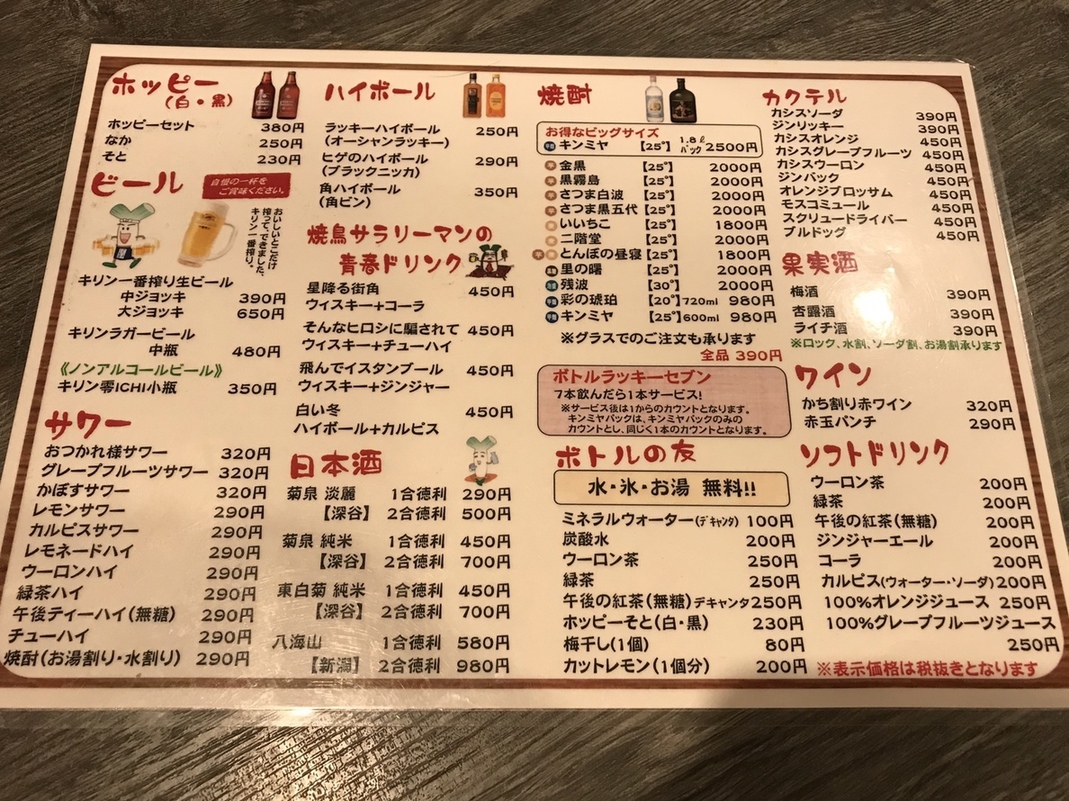 ホッピー
(白・黒)
ホッピーセット 380円
なか 250円
そと 230円
ビール
自慢の一杯を
ご賞味ください。
おいしいとこだけ
搾って、できました。
キリン一番搾り。
キリン一番搾り生ビール
中ジョッキ 390円
大ジョッキ 650円
キリンラガービール
中瓶 480円
《ノンアルコールビール》
キリン零ICHI小瓶 350円
サワー
おつかれ様サワー 320円
グレープフルーツサワー 320円
かぼすサワー 320円
レモンサワー 290円
カルピスサワー 290円
レモネードハイ 290円
ウーロンハイ 290円
緑茶ハイ 290円
午後ティーハイ(無糖) 290円
チューハイ 290円
焼酎(お湯割り・水割り) 290円
ハイボール
ラッキーハイボール 250円
(オーシャンラッキー)
ヒゲのハイボール 290円
(ブラックニッカ)
角ハイボール 350円
(角ビン)
焼鳥サラリーマンの
青春ドリンク
星降る街角 450円
ウィスキー+コーラ
そんなヒロシに騙されて 450円
ウィスキー+チューハイ
飛んでイスタンブール 450円
ウィスキー+ジンジャー
白い冬 450円
ハイボール+カルピス
日本酒
菊泉 淡麗 1合徳利 290円
【深谷】 2合徳利 500円
菊泉 純米 1合徳利 450円
【深谷】 2合徳利 700円
東白菊 純米 1合徳利 450円
【深谷】 2合徳利 700円
八海山 1合徳利 580円
【新潟】 2合徳利 980円
焼酎
お得なビッグサイズ
キンミヤ 【25°】 1.8ℓパック 2500円
金黒 【25°】 2000円
黒霧島 【25°】 2000円
さつま白波 【25°】 2000円
さつま黒五代 【25°】 2000円
いいちこ 【25°】 1800円
二階堂 【25°】 2000円
とんぼの昼寝 【25°】 1800円
里の曙 【25°】 2000円
残波 【30°】 2000円
彩の琥珀 【20°】720ml 980円
キンミヤ 【25°】600ml 980円
※グラスでのご注文も承ります
全品 390円
ボトルラッキーセブン
7本飲んだら1本サービス!
※サービス後は1からのカウントとなります。
キンミヤパックは、キンミヤパックのみの
カウントとし、同じく1本のカウントとなります。
ボトルの友
水・氷・お湯 無料!!
ミネラルウォーター(デキャンタ) 100円
炭酸水 200円
ウーロン茶 250円
緑茶 250円
午後の紅茶(無糖)デキャンタ 250円
ホッピーそと(白・黒) 230円
梅干し(1個) 80円
カットレモン(1個分) 200円
カクテル
カシスソーダ 390円
ジンリッキー 390円
カシスオレンジ 450円
カシスグレープフルーツ 450円
カシスウーロン 450円
ジンバック 450円
オレンジブロッサム 450円
モスコミュール 450円
スクリュードライバー 450円
ブルドッグ 450円
果実酒
梅酒 390円
杏露酒 390円
ライチ酒 390円
※ロック、水割、ソーダ割、お湯割承ります
ワイン
かち割り赤ワイン 320円
赤玉パンチ 290円
ソフトドリンク
ウーロン茶 200円
緑茶 200円
午後の紅茶(無糖) 200円
ジンジャーエール 200円
コーラ 200円
カルピス(ウォーター・ソーダ) 200円
100%オレンジジュース 250円
100%グレープフルーツジュース
250円
※表示価格は税抜きとなります